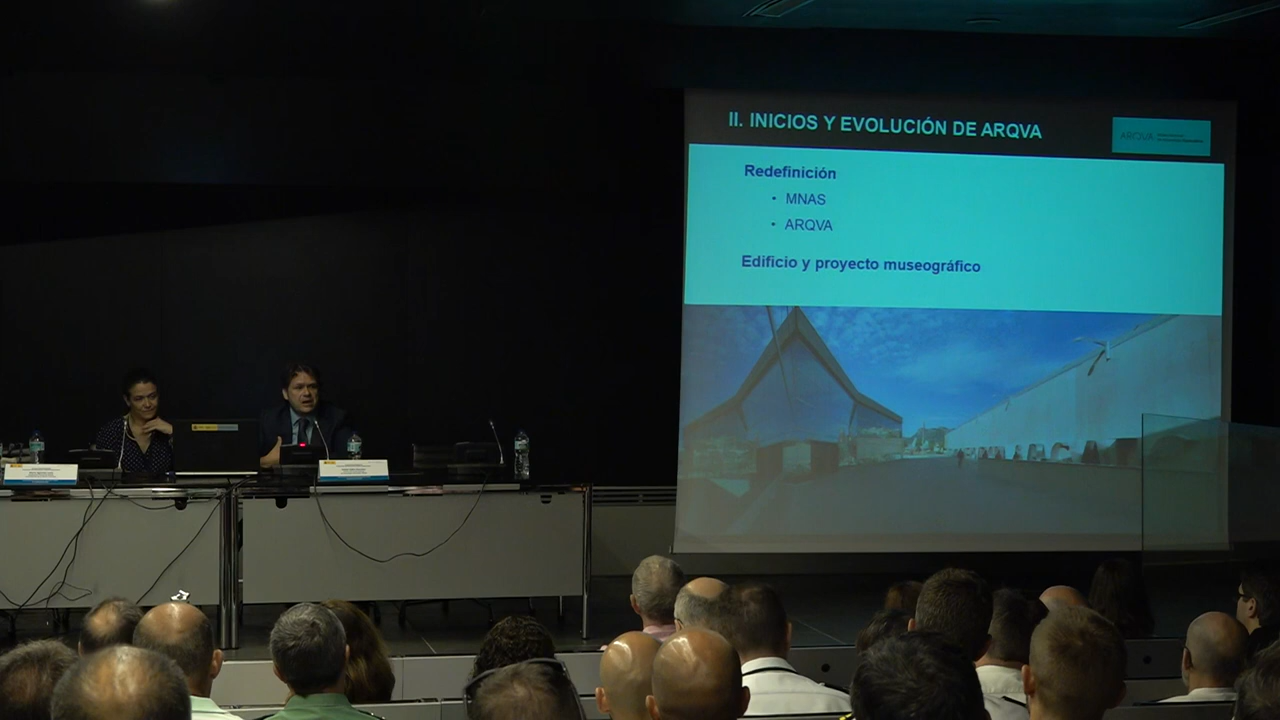 II. INICIOS Y EVOLUCIÓN DE ARQVA
ARQVA
Redefinición
• MNAS
• ARQVA
Edificio y proyecto museográfico